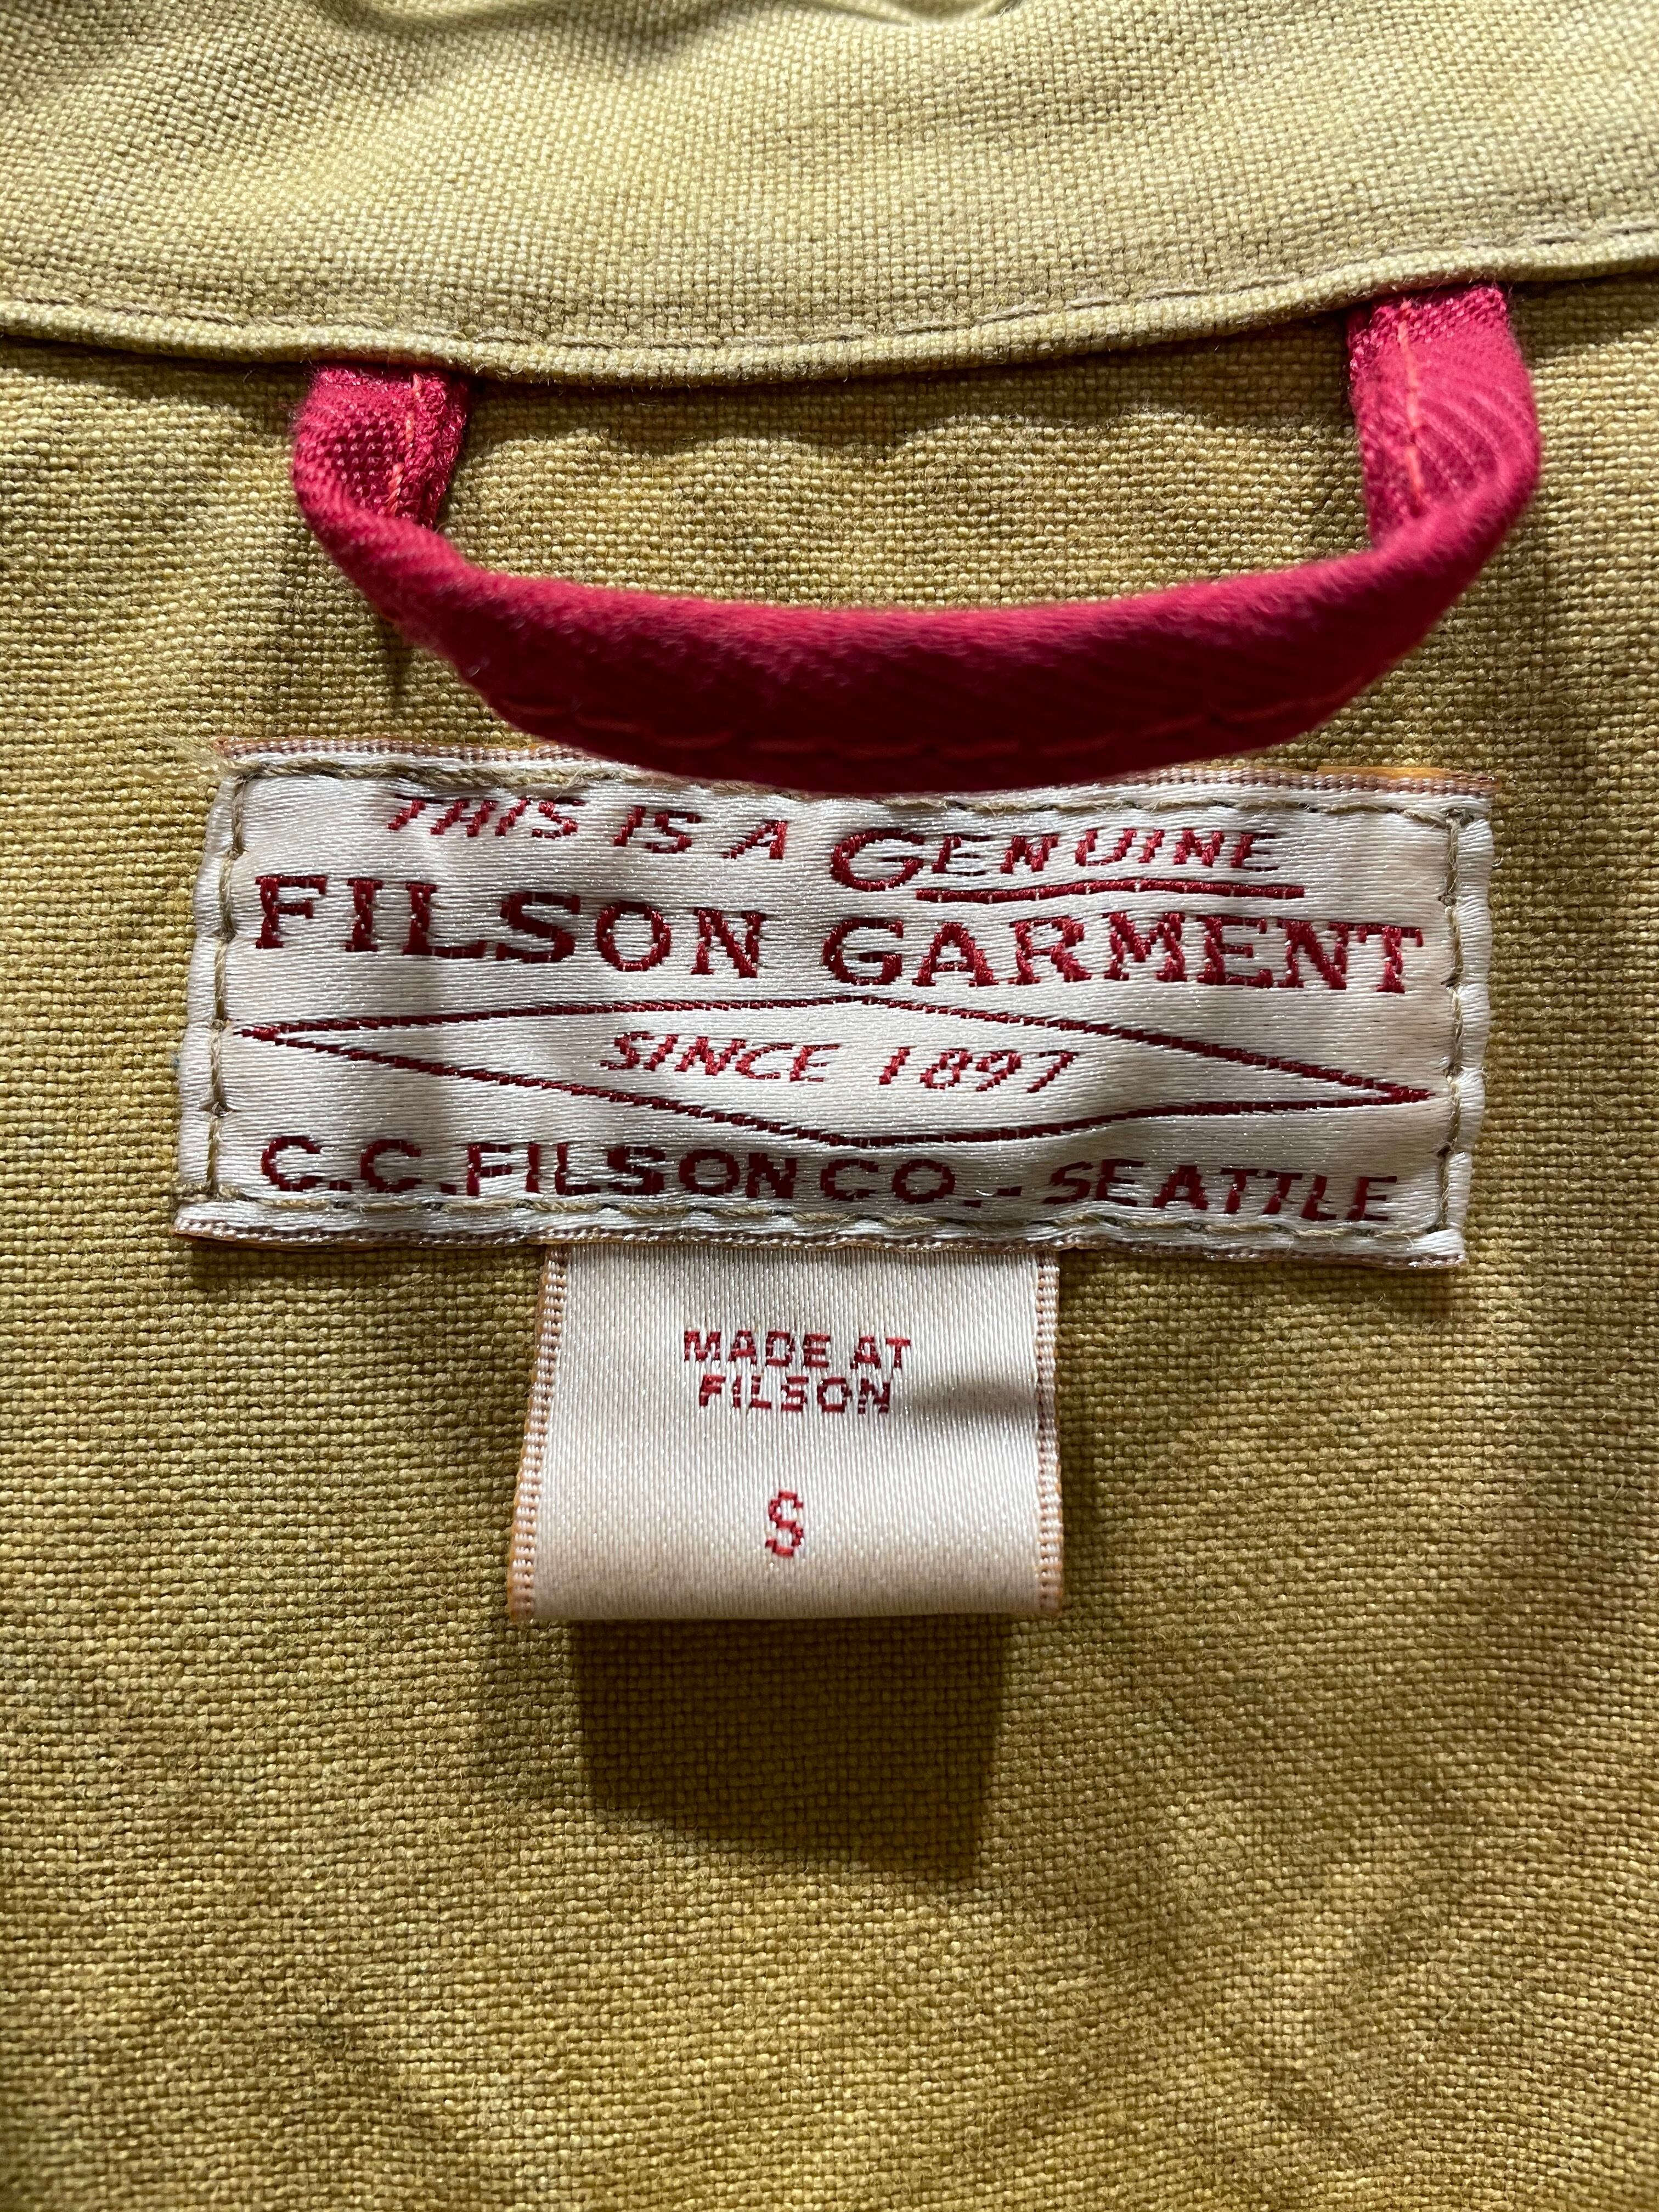 THIS IS A GENUINE
FILSON GARMENT
SINCE 1897
C.C.FILSON CO.-SEATTLE
MADE AT
FILSON
S